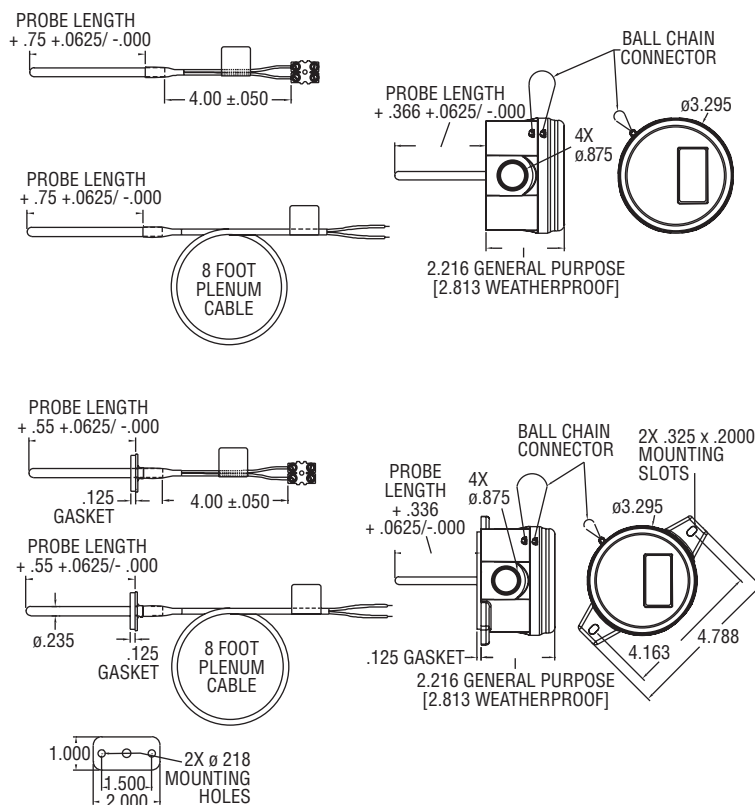 PROBE LENGTH
+ .75 +.0625/ -.000
4.00 ±.050
PROBE LENGTH
+ .75 +.0625/ -.000
8 FOOT
PLENUM
CABLE
BALL CHAIN
CONNECTOR
PROBE LENGTH
+ .366 +.0625/ -.000
4X
ø.875
ø3.295
2.216 GENERAL PURPOSE
[2.813 WEATHERPROOF]
PROBE LENGTH
+ .55 +.0625/ -.000
.125
GASKET
4.00 ±.050
PROBE LENGTH
+ .55 +.0625/- .000
ø.235
.125
GASKET
8 FOOT
PLENUM
CABLE
1.000
1.500
2.000
2X ø 218
MOUNTING
HOLES
BALL CHAIN
CONNECTOR
2X .325 x .2000
MOUNTING
SLOTS
PROBE
LENGTH
+ .336
+ .0625/-.000
4X
ø.875
ø3.295
4.163
4.788
.125 GASKET
2.216 GENERAL PURPOSE
[2.813 WEATHERPROOF]